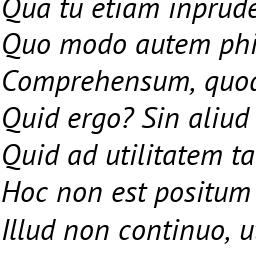 Qua tu etiam inprude
Quo modo autem phi
Comprehensum, quod
Quid ergo? Sin aliud
Quid ad utilitatem ta
Hoc non est positum
Illud non continuo, u